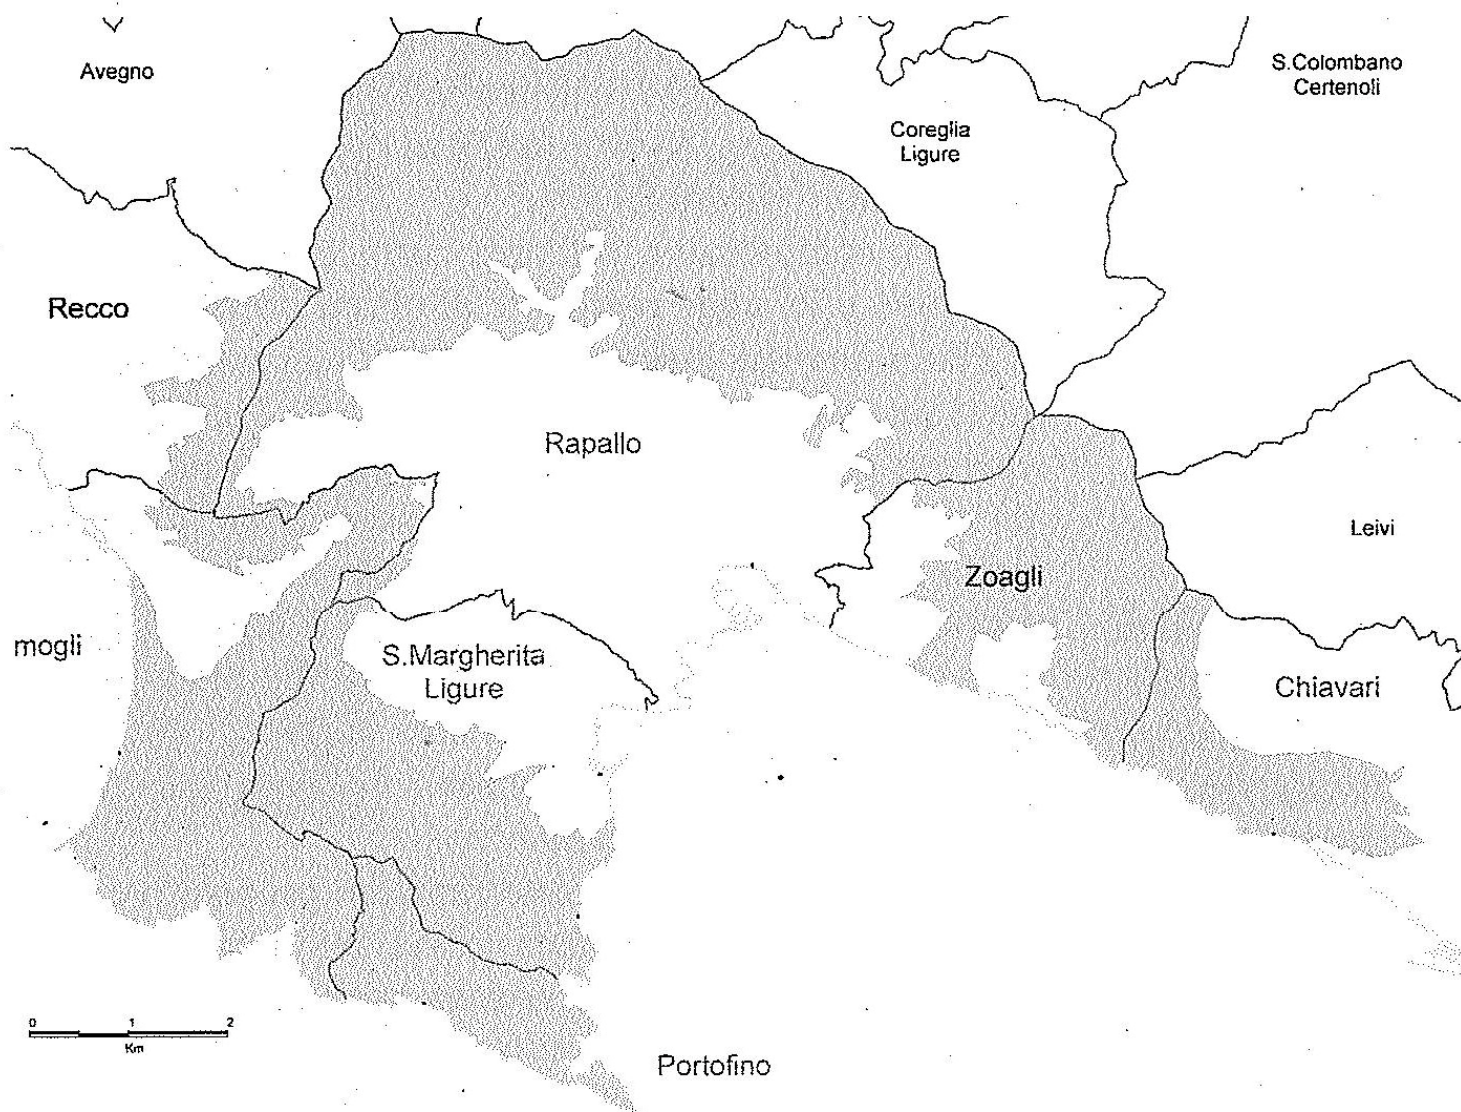 Avegno
S.Colombano
Certenoli
Coreglia
Ligure
Recco
Rapallo
Leivi
Zoagli
mogli
S.Margherita
Ligure
Chiavari
0 1 2
Km
Portofino